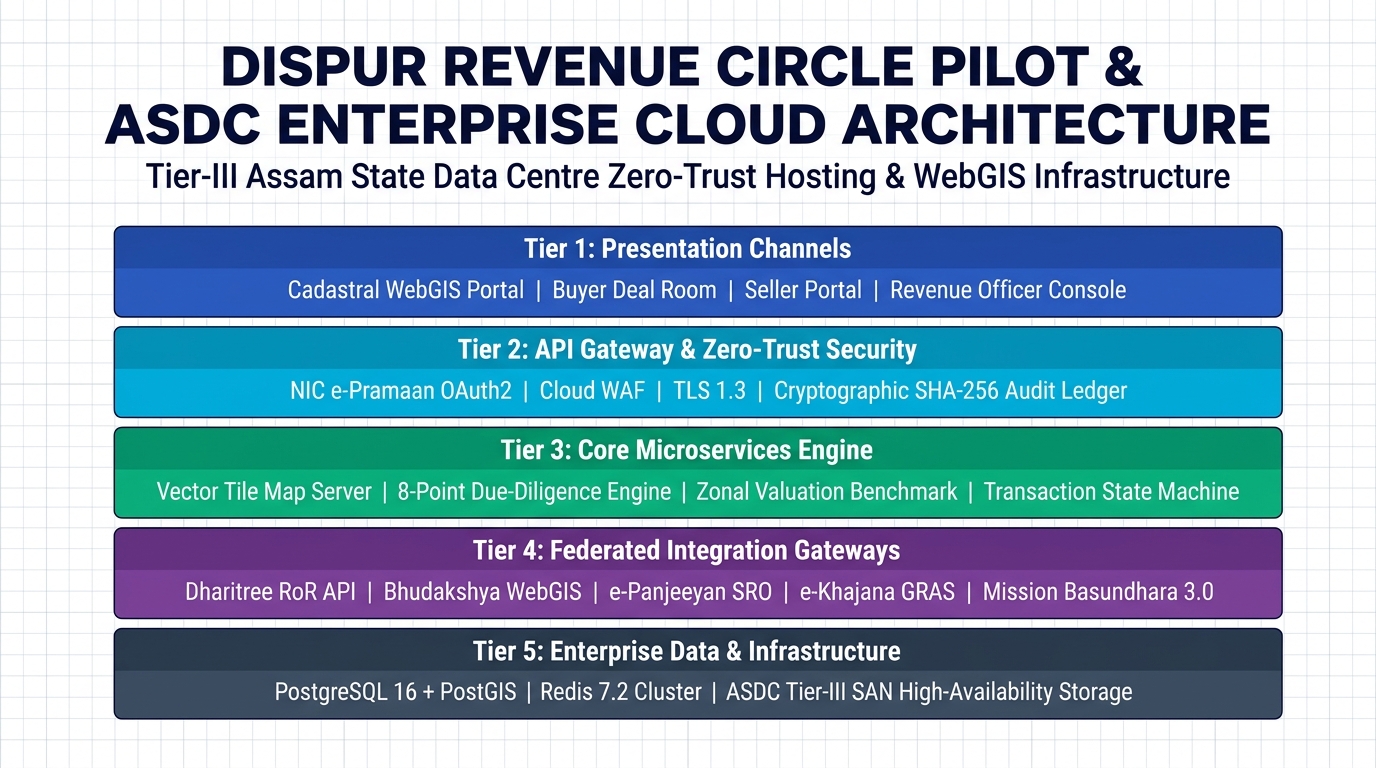 DISPUR REVENUE CIRCLE PILOT &
ASDC ENTERPRISE CLOUD ARCHITECTURE
Tier-III Assam State Data Centre Zero-Trust Hosting & WebGIS Infrastructure
Tier 1: Presentation Channels
Cadastral WebGIS Portal | Buyer Deal Room | Seller Portal | Revenue Officer Console
Tier 2: API Gateway & Zero-Trust Security
NIC e-Pramaan OAuth2 | Cloud WAF | TLS 1.3 | Cryptographic SHA-256 Audit Ledger
Tier 3: Core Microservices Engine
Vector Tile Map Server | 8-Point Due-Diligence Engine | Zonal Valuation Benchmark | Transaction State Machine
Tier 4: Federated Integration Gateways
Dharitree RoR API | Bhudakshya WebGIS | e-Panjeeyan SRO | e-Khajana GRAS | Mission Basundhara 3.0
Tier 5: Enterprise Data & Infrastructure
PostgreSQL 16 + PostGIS | Redis 7.2 Cluster | ASDC Tier-III SAN High-Availability Storage